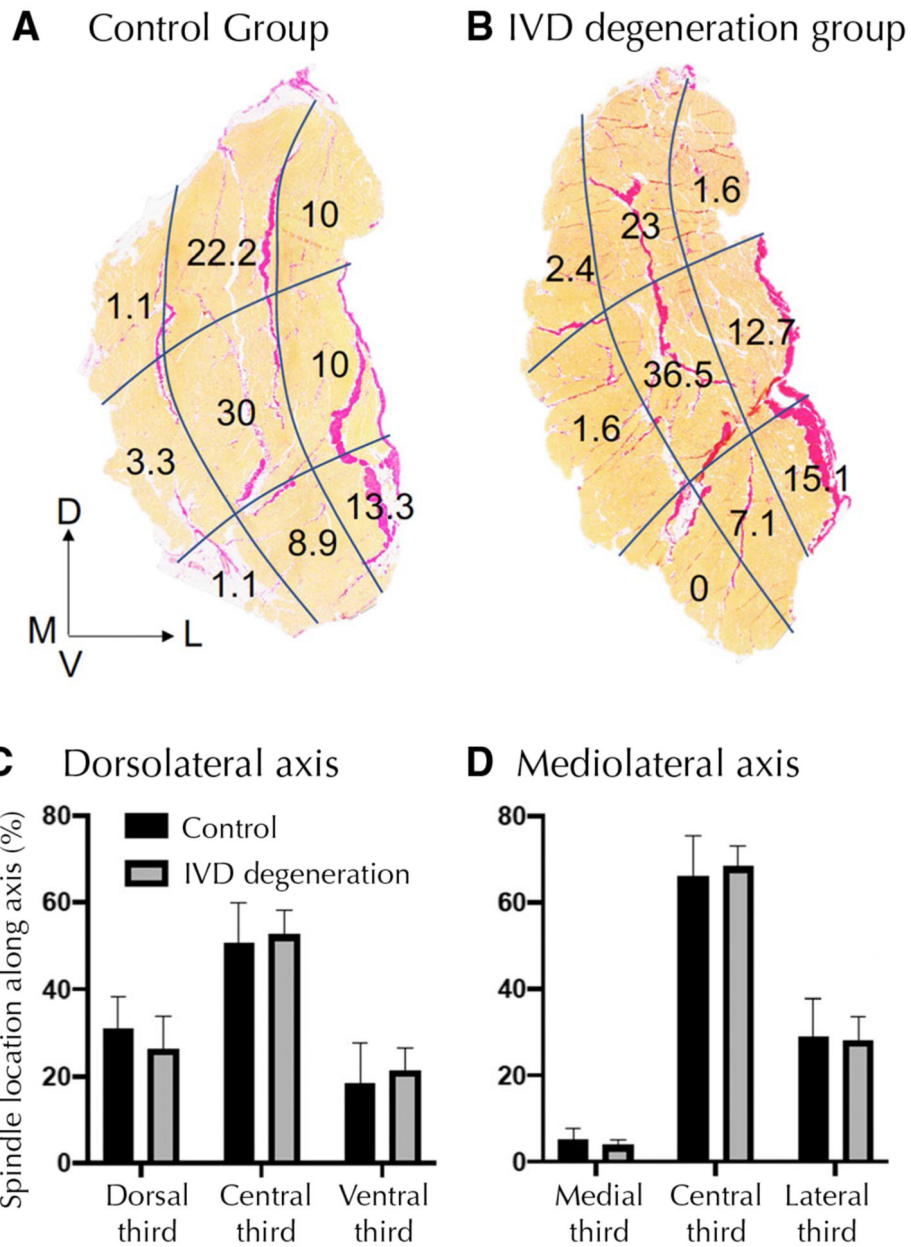 A Control Group
B IVD degeneration group
10
22.2
1.1
10
30
3.3
13.3
8.9
1.1
D
M
L
V
1.6
23
2.4
12.7
36.5
1.6
15.1
7.1
0
C Dorsolateral axis
Spindle location along axis (%)
80
60
40
20
0
Control
IVD degeneration
Dorsal third
Central third
Ventral third
D Mediolateral axis
80
60
40
20
0
Medial third
Central third
Lateral third